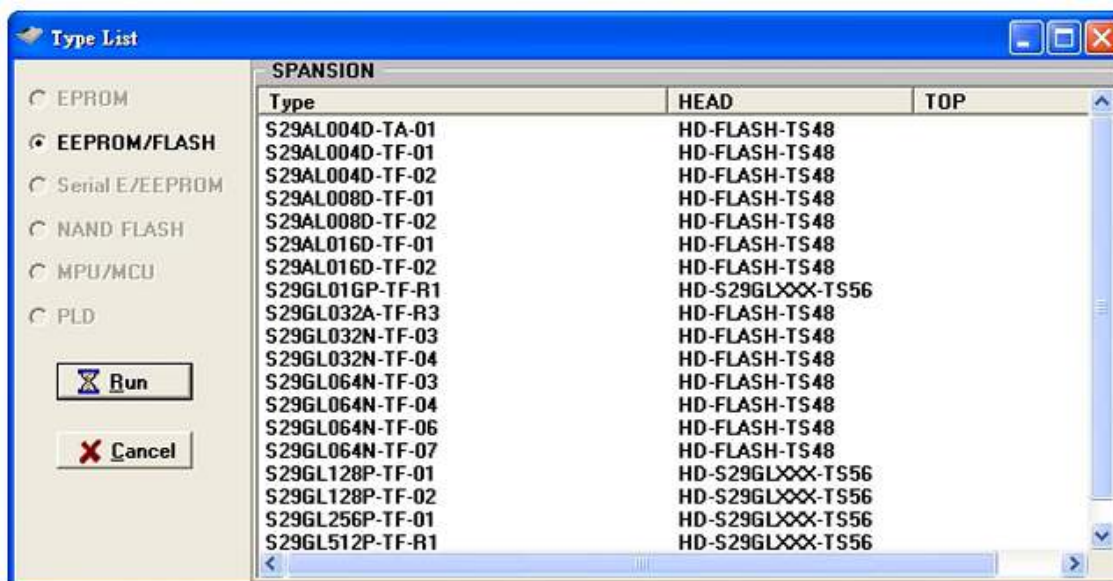 Type List
EPROM
EEPROM/FLASH
Serial E/EEPROM
NAND FLASH
MPU/MCU
PLD
Run
Cancel
SPANSION
Type HEAD TOP
S29AL004D-TA-01 HD-FLASH-TS48
S29AL004D-TF-01 HD-FLASH-TS48
S29AL004D-TF-02 HD-FLASH-TS48
S29AL008D-TF-01 HD-FLASH-TS48
S29AL008D-TF-02 HD-FLASH-TS48
S29AL016D-TF-01 HD-FLASH-TS48
S29AL016D-TF-02 HD-FLASH-TS48
S29GL01GP-TF-R1 HD-S29GLXXX-TS56
S29GL032A-TF-R3 HD-FLASH-TS48
S29GL032N-TF-03 HD-FLASH-TS48
S29GL032N-TF-04 HD-FLASH-TS48
S29GL064N-TF-03 HD-FLASH-TS48
S29GL064N-TF-04 HD-FLASH-TS48
S29GL064N-TF-06 HD-FLASH-TS48
S29GL064N-TF-07 HD-FLASH-TS48
S29GL128P-TF-01 HD-S29GLXXX-TS56
S29GL128P-TF-02 HD-S29GLXXX-TS56
S29GL256P-TF-01 HD-S29GLXXX-TS56
S29GL512P-TF-R1 HD-S29GLXXX-TS56